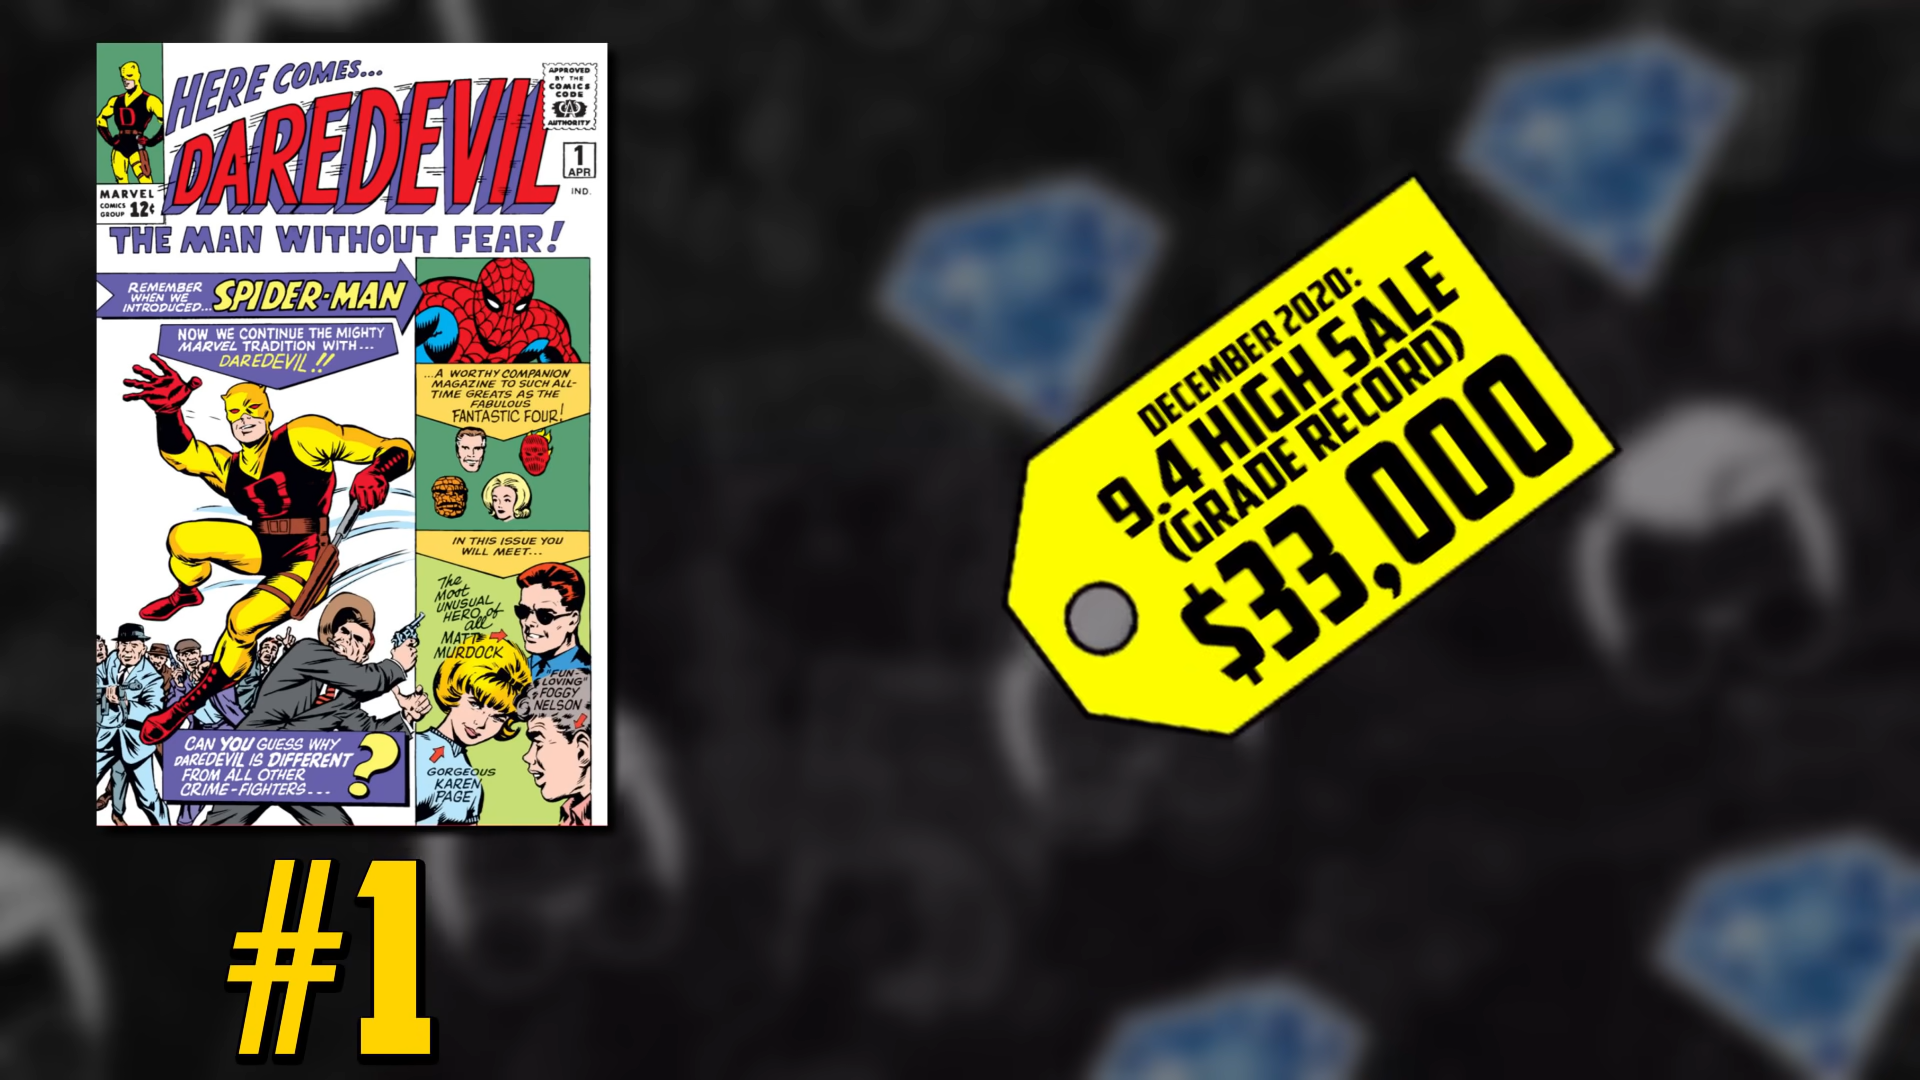 HERE COMES...
DAREDEVIL
APPROVED
BY THE
COMICS
CODE
CA
AUTHORITY
1
APR
IND.
D
MARVEL
COMICS
GROUP 12¢
THE MAN WITHOUT FEAR!
REMEMBER
WHEN WE
INTRODUCED... SPIDER-MAN
NOW WE CONTINUE THE MIGHTY
MARVEL TRADITION WITH...
DAREDEVIL!!
D
...A WORTHY COMPANION
MAGAZINE TO SUCH ALL-
TIME GREATS AS THE
FABULOUS
FANTASTIC FOUR!
IN THIS ISSUE YOU
WILL MEET...
The
Most
UNUSUAL
HERO of
all
MATT
MURDOCK
"FUN-
LOVING"
FOGGY
NELSON
GORGEOUS
KAREN
PAGE
CAN YOU GUESS WHY
DAREDEVIL IS DIFFERENT
FROM ALL OTHER
CRIME-FIGHTERS...
?
#1
DECEMBER 2020:
9.4 HIGH SALE
(GRADE RECORD)
$33,000